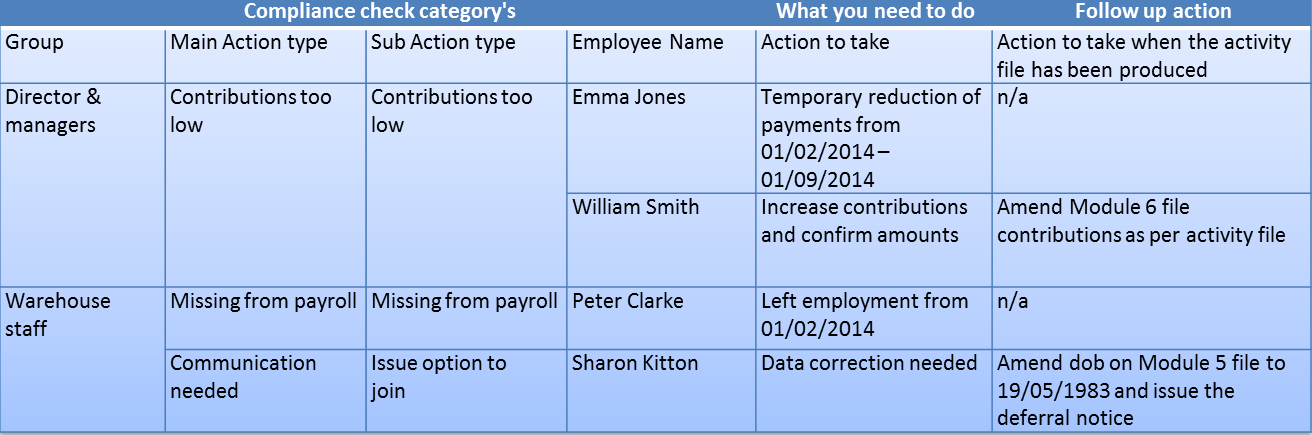 Compliance check category's What you need to do Follow up action
Group Main Action type Sub Action type Employee Name Action to take Action to take when the activity
file has been produced
Director &
managers
Contributions too
low
Contributions too
low
Emma Jones
Temporary reduction of
payments from
01/02/2014 –
01/09/2014
n/a
William Smith
Increase contributions
and confirm amounts
Amend Module 6 file
contributions as per activity file
Warehouse
staff
Missing from payroll
Missing from payroll
Peter Clarke
Left employment from
01/02/2014
n/a
Communication
needed
Issue option to
join
Sharon Kitton
Data correction needed
Amend dob on Module 5 file to
19/05/1983 and issue the
deferral notice